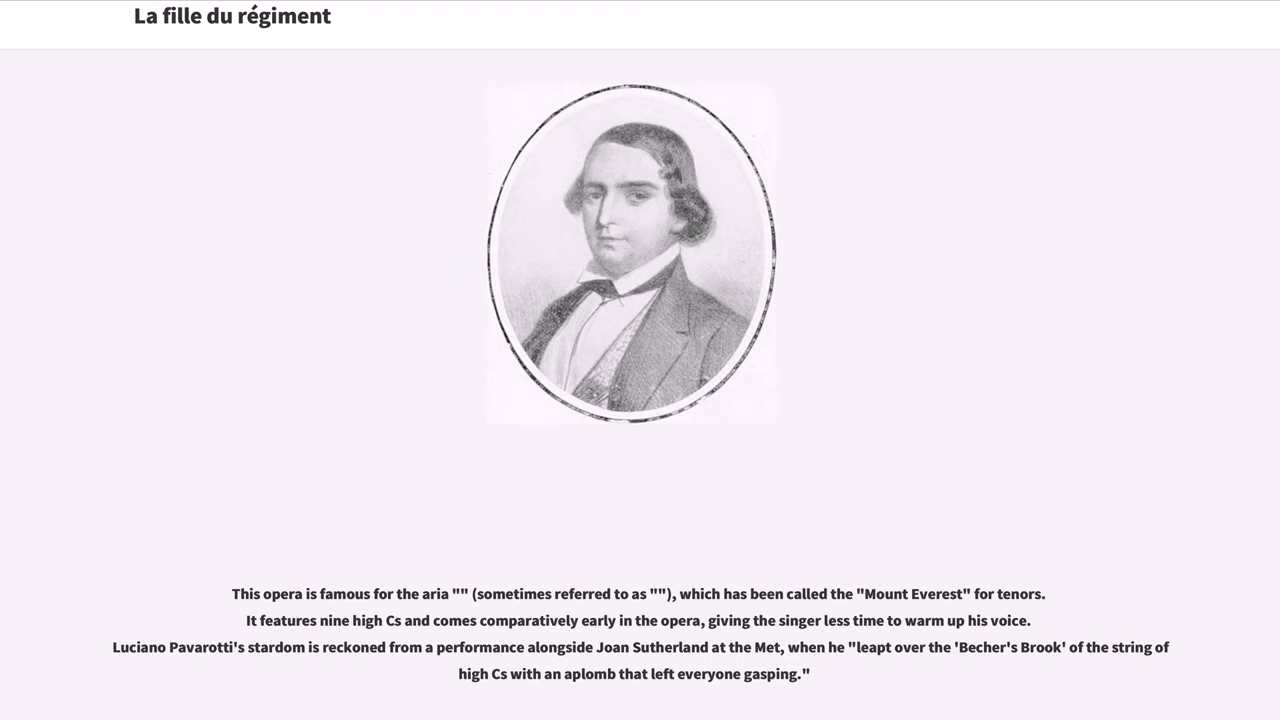 La fille du régiment
This opera is famous for the aria "" (sometimes referred to as ""), which has been called the "Mount Everest" for tenors.
It features nine high Cs and comes comparatively early in the opera, giving the singer less time to warm up his voice.
Luciano Pavarotti's stardom is reckoned from a performance alongside Joan Sutherland at the Met, when he "leapt over the 'Becher's Brook' of the string of
high Cs with an aplomb that left everyone gasping."